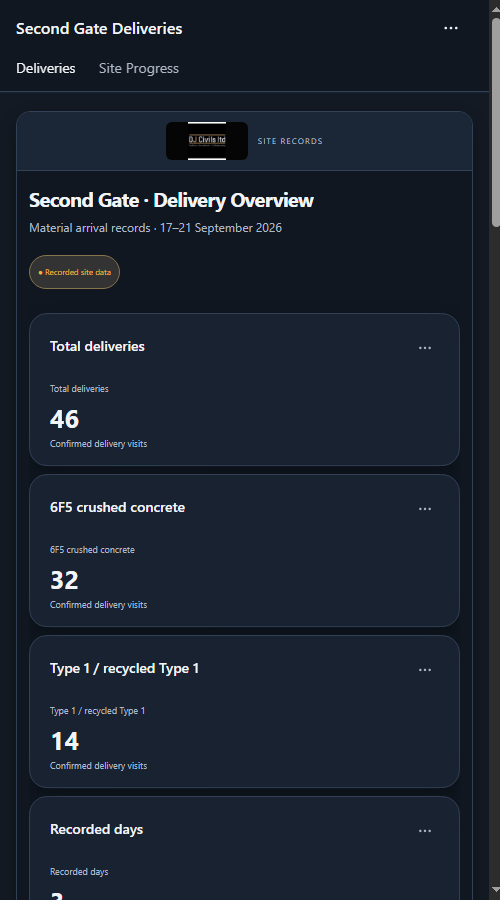 Second Gate Deliveries
Deliveries
Site Progress
DJ Civils ltd
SITE RECORDS
Second Gate · Delivery Overview
Material arrival records · 17–21 September 2026
● Recorded site data
Total deliveries
Total deliveries
46
Confirmed delivery visits
6F5 crushed concrete
6F5 crushed concrete
32
Confirmed delivery visits
Type 1 / recycled Type 1
Type 1 / recycled Type 1
14
Confirmed delivery visits
Recorded days
Recorded days